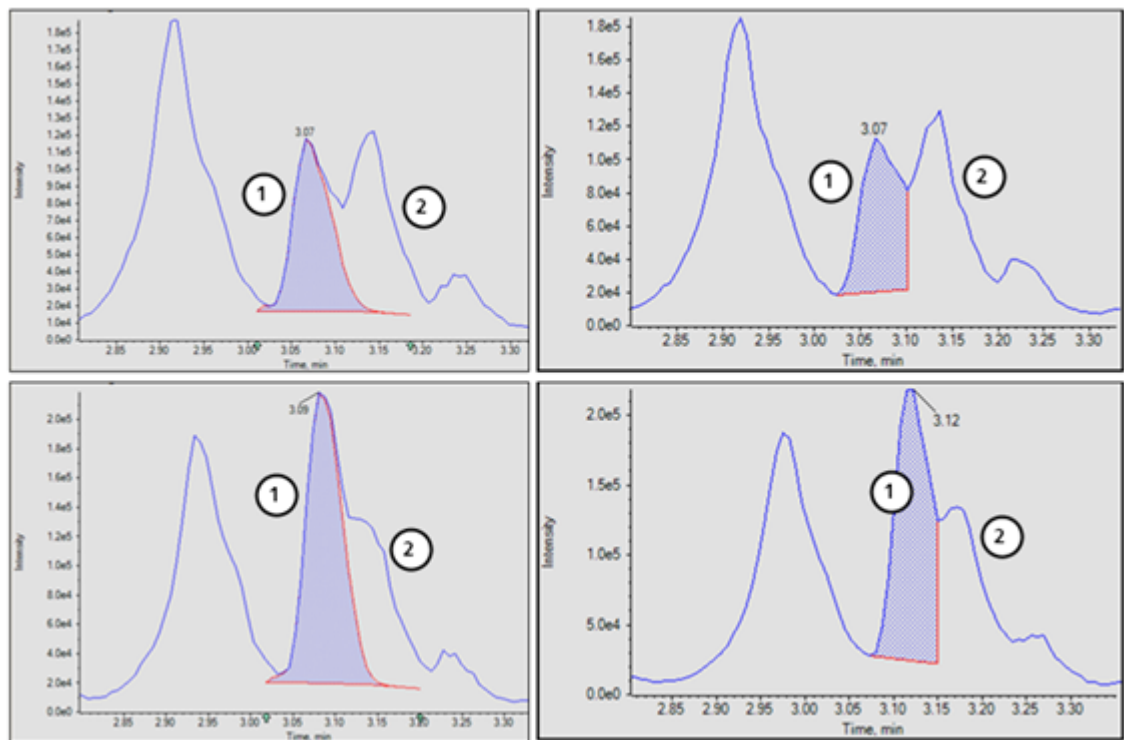 1.8e5
1.7e5
1.6e5
1.5e5
1.4e5
1.3e5
1.2e5
1.1e5
1.0e5
9.0e4
8.0e4
7.0e4
6.0e4
5.0e4
4.0e4
3.0e4
2.0e4
1.0e4
0.0e0
Intensity
3.07
1
2
2.85 2.90 2.95 3.00 3.05 3.10 3.15 3.20 3.25 3.30
Time, min
1.8e5
1.6e5
1.4e5
1.2e5
1.0e5
8.0e4
6.0e4
4.0e4
2.0e4
0.0e0
Intensity
3.07
1
2
2.85 2.90 2.95 3.00 3.05 3.10 3.15 3.20 3.25 3.30
Time, min
2.0e5
1.8e5
1.6e5
1.4e5
1.2e5
1.0e5
8.0e4
6.0e4
4.0e4
2.0e4
0.0e0
Intensity
3.09
1
2
2.85 2.90 2.95 3.00 3.05 3.10 3.15 3.20 3.25 3.30
Time, min
2.0e5
1.5e5
1.0e5
5.0e4
0.0e0
Intensity
3.12
1
2
2.85 2.90 2.95 3.00 3.05 3.10 3.15 3.20 3.25 3.30 3.35
Time, min